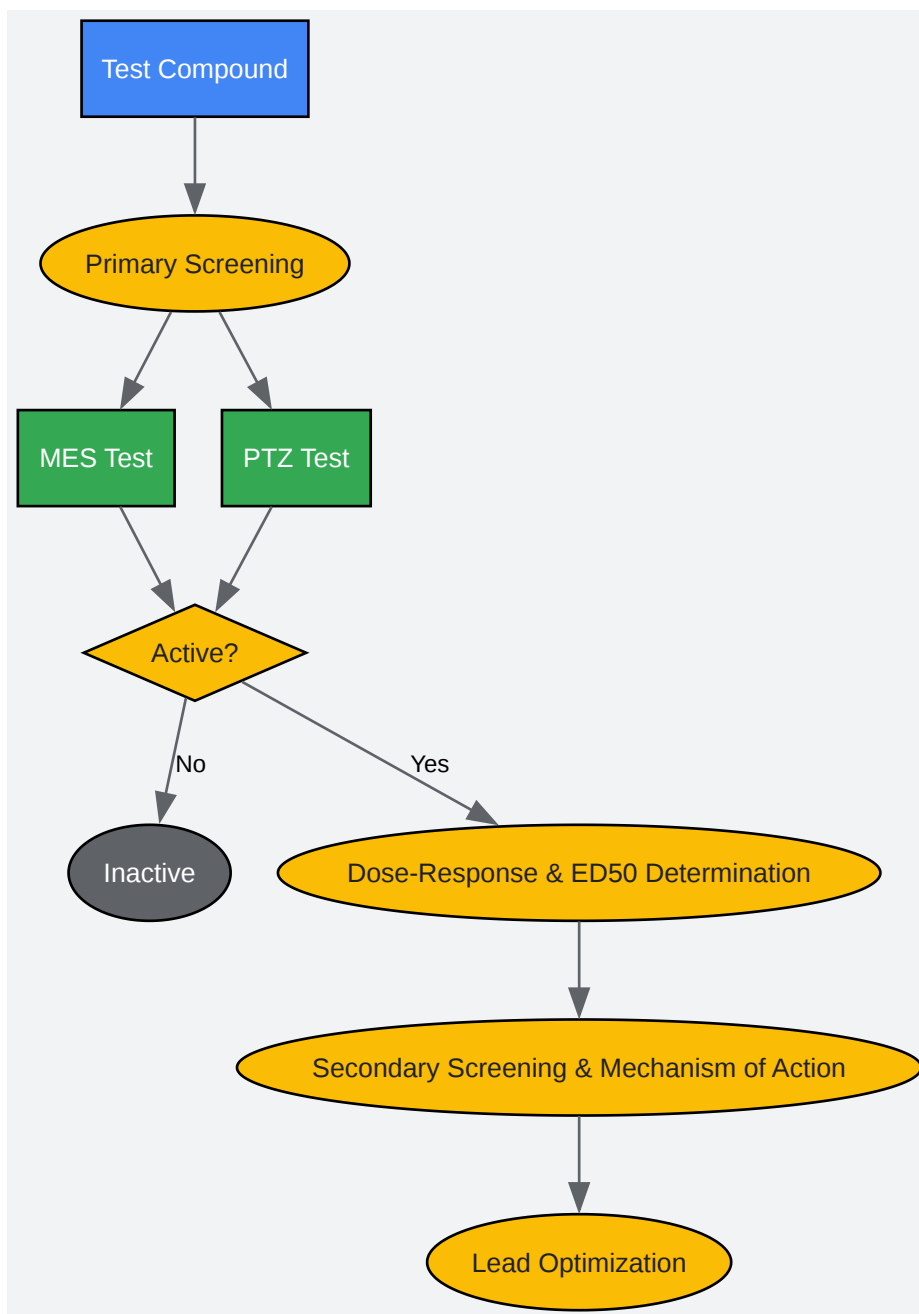 Test Compound
Primary Screening
MES Test
PTZ Test
Active?
No
Yes
Inactive
Dose-Response & ED50 Determination
Secondary Screening & Mechanism of Action
Lead Optimization